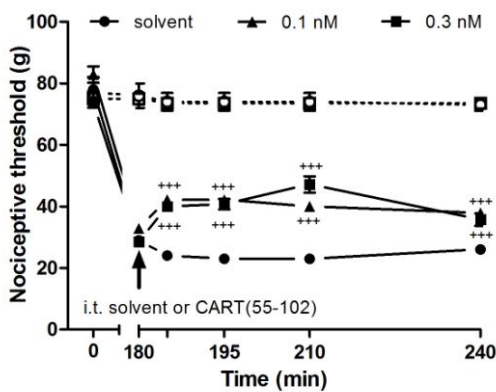 ● solvent ▲ 0.1 nM ■ 0.3 nM
Nociceptive threshold (g)
100
80
60
40
20
0
+++ +++ +++ +++
+++ +++ +++ +++
i.t. solvent or CART(55-102)
0 180 195 210 240
Time (min)